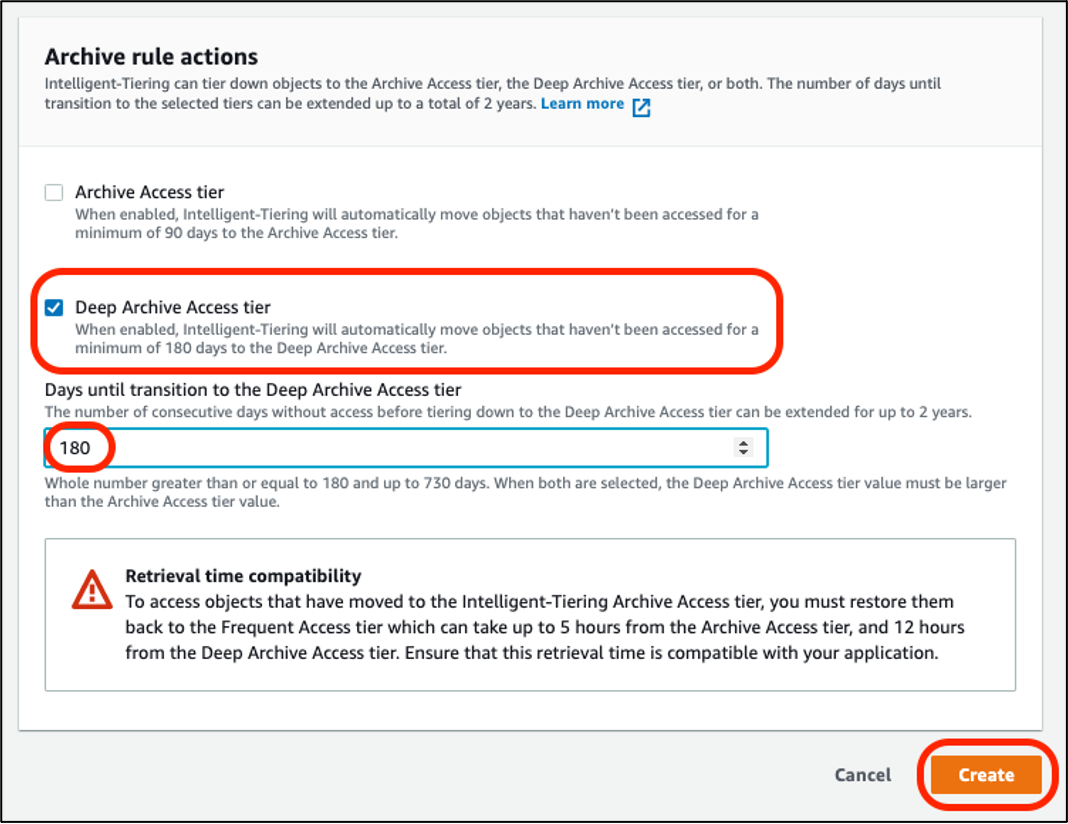 Archive rule actions
Intelligent-Tiering can tier down objects to the Archive Access tier, the Deep Archive Access tier, or both. The number of days until
transition to the selected tiers can be extended up to a total of 2 years. Learn more
Archive Access tier
When enabled, Intelligent-Tiering will automatically move objects that haven't been accessed for a
minimum of 90 days to the Archive Access tier.
Deep Archive Access tier
When enabled, Intelligent-Tiering will automatically move objects that haven't been accessed for a
minimum of 180 days to the Deep Archive Access tier.
Days until transition to the Deep Archive Access tier
The number of consecutive days without access before tiering down to the Deep Archive Access tier can be extended for up to 2 years.
180
Whole number greater than or equal to 180 and up to 730 days. When both are selected, the Deep Archive Access tier value must be larger
than the Archive Access tier value.
Retrieval time compatibility
To access objects that have moved to the Intelligent-Tiering Archive Access tier, you must restore them
back to the Frequent Access tier which can take up to 5 hours from the Archive Access tier, and 12 hours
from the Deep Archive Access tier. Ensure that this retrieval time is compatible with your application.
Cancel
Create